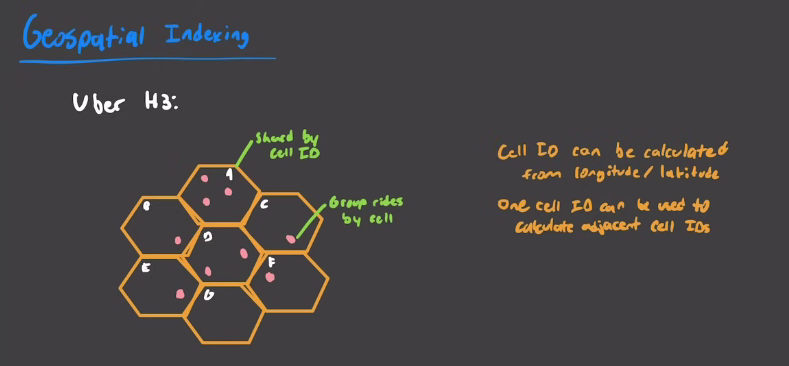 Geospatial Indexing
Uber H3:
Shard by
cell ID
A
B
C
Group rides
by cell
D
E
F
G
Cell ID can be calculated
from longitude/latitude
One cell ID can be used to
calculate adjacent cell IDs